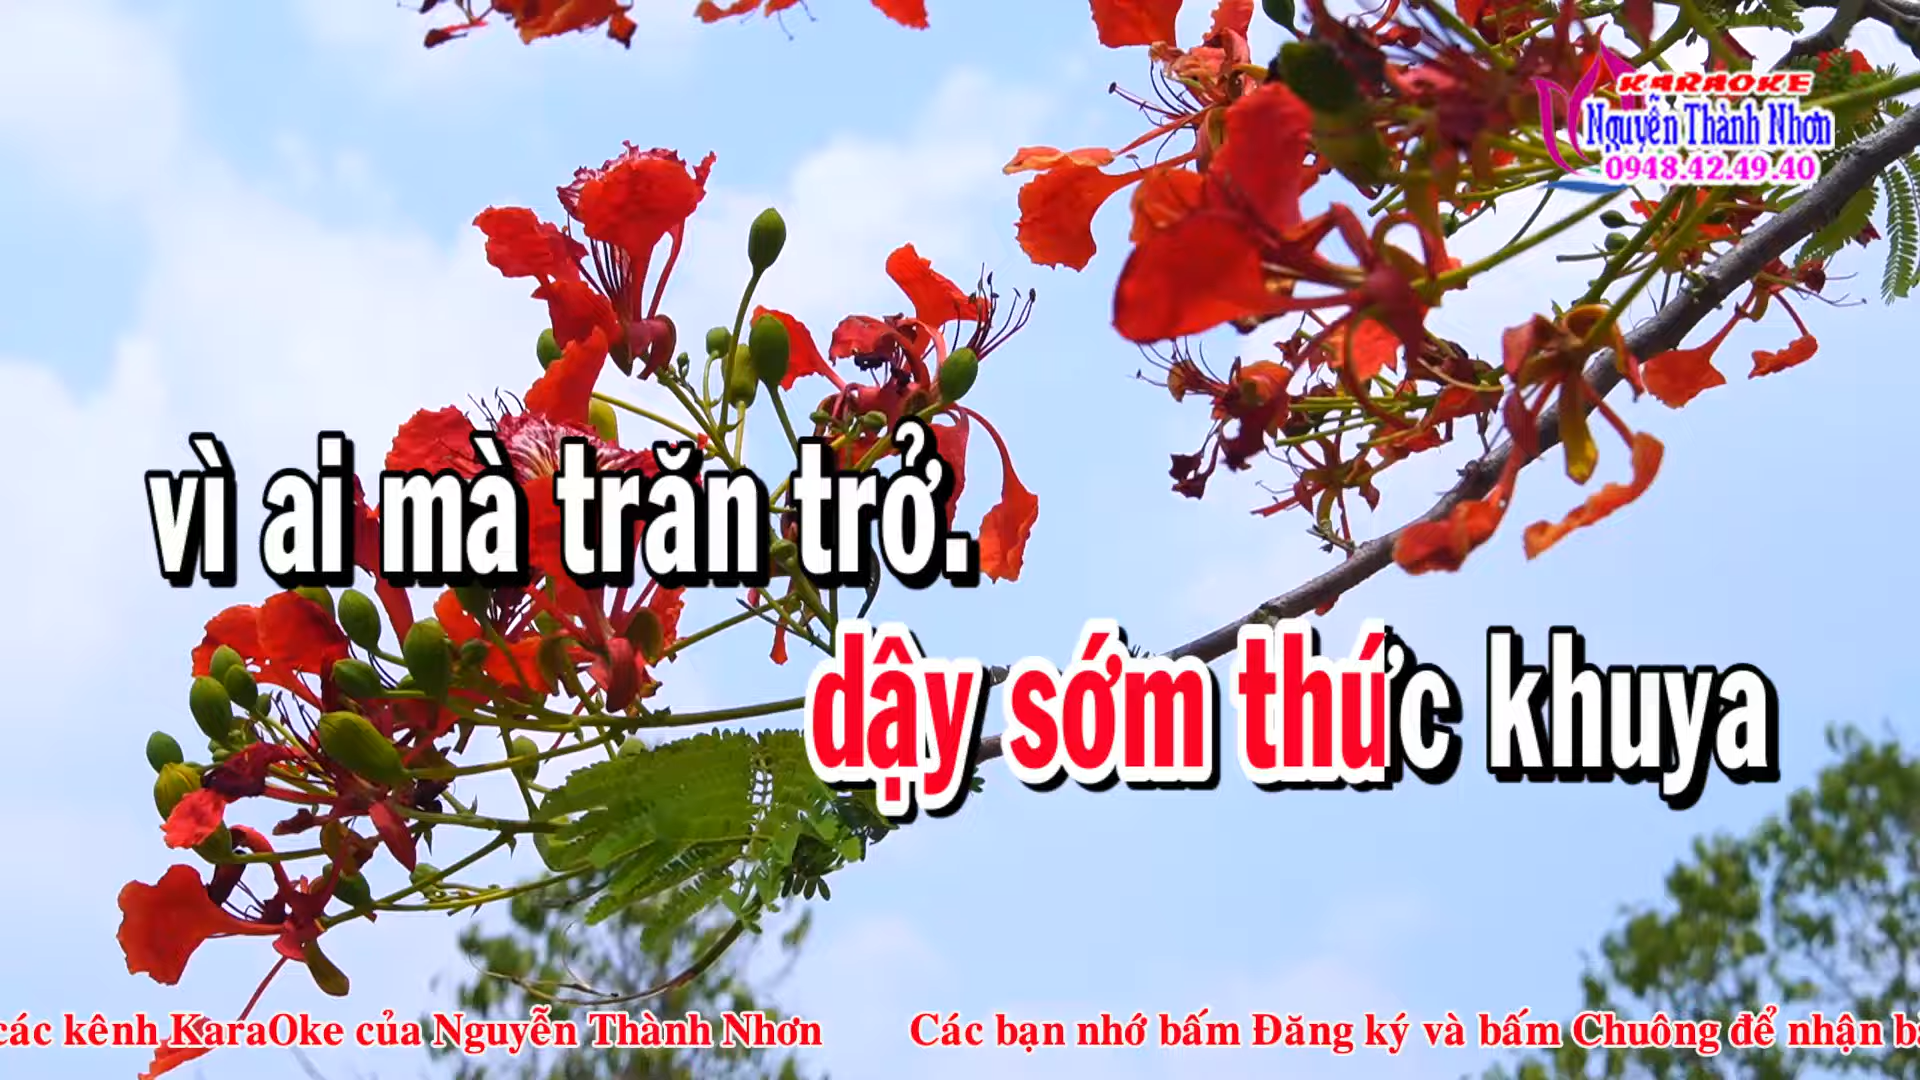 KARAOKE
Nguyễn Thành Nhơn
0948.42.49.40
vì ai mà trăn trở.
dậy sớm thức khuya
các kênh KaraOke của Nguyễn Thành Nhơn Các bạn nhớ bấm Đăng ký và bấm Chuông để nhận